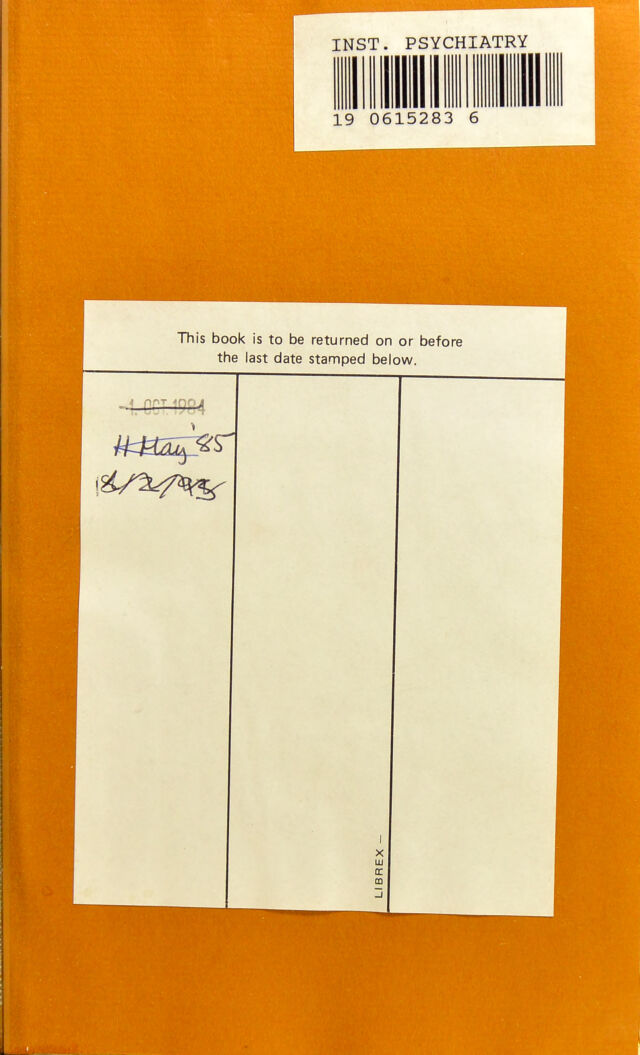 INST. PSYCHIATRY
19 0615283 6
This book is to be returned on or before
the last date stamped below.
-1. OCT. 1984
11 May '85
LIBREX –